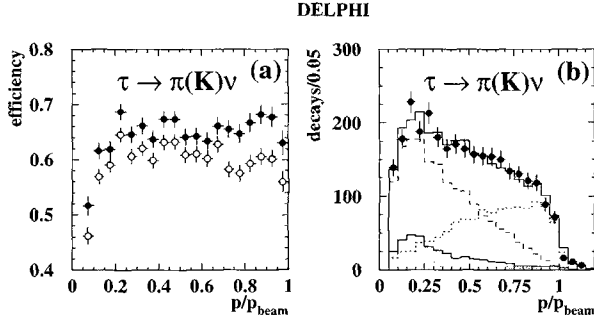 DELPHI
efficiency
0.8
0.7
0.6
0.5
0.4
τ → π(K)ν
(a)
0 0.2 0.4 0.6 0.8 1
p/p_beam
decays/0.05
300
200
100
0
τ → π(K)ν
(b)
0 0.25 0.5 0.75 1
p/p_beam